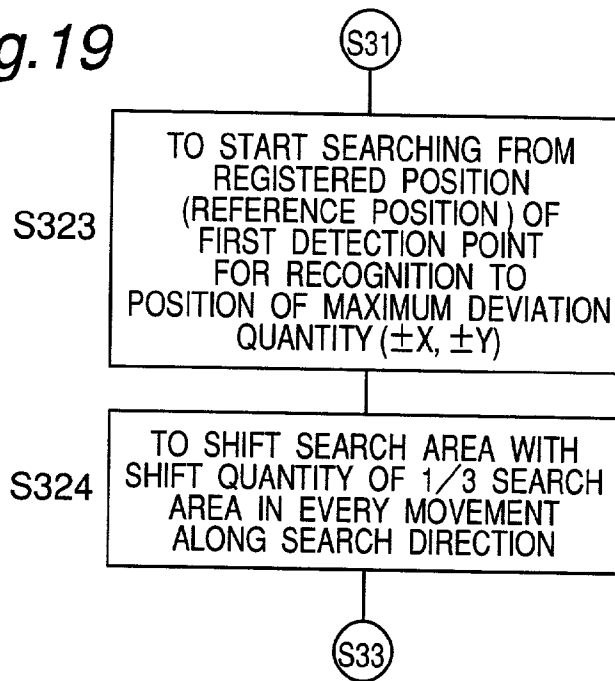 g.19
S31
S323
TO START SEARCHING FROM
REGISTERED POSITION
(REFERENCE POSITION) OF
FIRST DETECTION POINT
FOR RECOGNITION TO
POSITION OF MAXIMUM DEVIATION
QUANTITY (±X, ±Y)
S324
TO SHIFT SEARCH AREA WITH
SHIFT QUANTITY OF 1/3 SEARCH
AREA IN EVERY MOVEMENT
ALONG SEARCH DIRECTION
S33